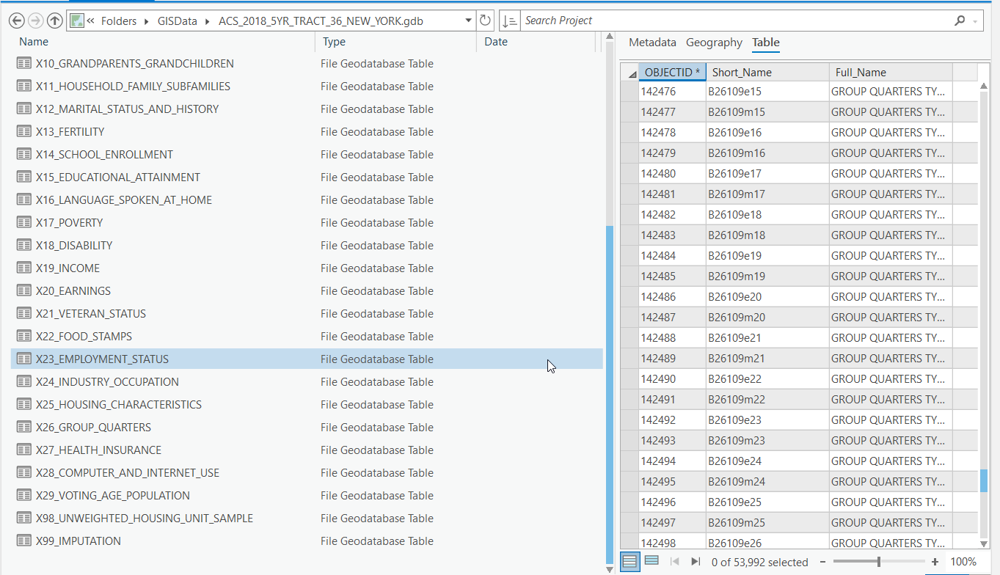 « Folders ▸ GISData ▸ ACS_2018_5YR_TRACT_36_NEW_YORK.gdb
Search Project
Name Type Date
X10_GRANDPARENTS_GRANDCHILDREN File Geodatabase Table
X11_HOUSEHOLD_FAMILY_SUBFAMILIES File Geodatabase Table
X12_MARITAL_STATUS_AND_HISTORY File Geodatabase Table
X13_FERTILITY File Geodatabase Table
X14_SCHOOL_ENROLLMENT File Geodatabase Table
X15_EDUCATIONAL_ATTAINMENT File Geodatabase Table
X16_LANGUAGE_SPOKEN_AT_HOME File Geodatabase Table
X17_POVERTY File Geodatabase Table
X18_DISABILITY File Geodatabase Table
X19_INCOME File Geodatabase Table
X20_EARNINGS File Geodatabase Table
X21_VETERAN_STATUS File Geodatabase Table
X22_FOOD_STAMPS File Geodatabase Table
X23_EMPLOYMENT_STATUS File Geodatabase Table
X24_INDUSTRY_OCCUPATION File Geodatabase Table
X25_HOUSING_CHARACTERISTICS File Geodatabase Table
X26_GROUP_QUARTERS File Geodatabase Table
X27_HEALTH_INSURANCE File Geodatabase Table
X28_COMPUTER_AND_INTERNET_USE File Geodatabase Table
X29_VOTING_AGE_POPULATION File Geodatabase Table
X98_UNWEIGHTED_HOUSING_UNIT_SAMPLE File Geodatabase Table
X99_IMPUTATION File Geodatabase Table
Metadata Geography Table
OBJECTID * Short_Name Full_Name
142476 B26109e15 GROUP QUARTERS TY...
142477 B26109m15 GROUP QUARTERS TY...
142478 B26109e16 GROUP QUARTERS TY...
142479 B26109m16 GROUP QUARTERS TY...
142480 B26109e17 GROUP QUARTERS TY...
142481 B26109m17 GROUP QUARTERS TY...
142482 B26109e18 GROUP QUARTERS TY...
142483 B26109m18 GROUP QUARTERS TY...
142484 B26109e19 GROUP QUARTERS TY...
142485 B26109m19 GROUP QUARTERS TY...
142486 B26109e20 GROUP QUARTERS TY...
142487 B26109m20 GROUP QUARTERS TY...
142488 B26109e21 GROUP QUARTERS TY...
142489 B26109m21 GROUP QUARTERS TY...
142490 B26109e22 GROUP QUARTERS TY...
142491 B26109m22 GROUP QUARTERS TY...
142492 B26109e23 GROUP QUARTERS TY...
142493 B26109m23 GROUP QUARTERS TY...
142494 B26109e24 GROUP QUARTERS TY...
142495 B26109m24 GROUP QUARTERS TY...
142496 B26109e25 GROUP QUARTERS TY...
142497 B26109m25 GROUP QUARTERS TY...
142498 B26109e26 GROUP QUARTERS TY...
0 of 53,992 selected − + 100%